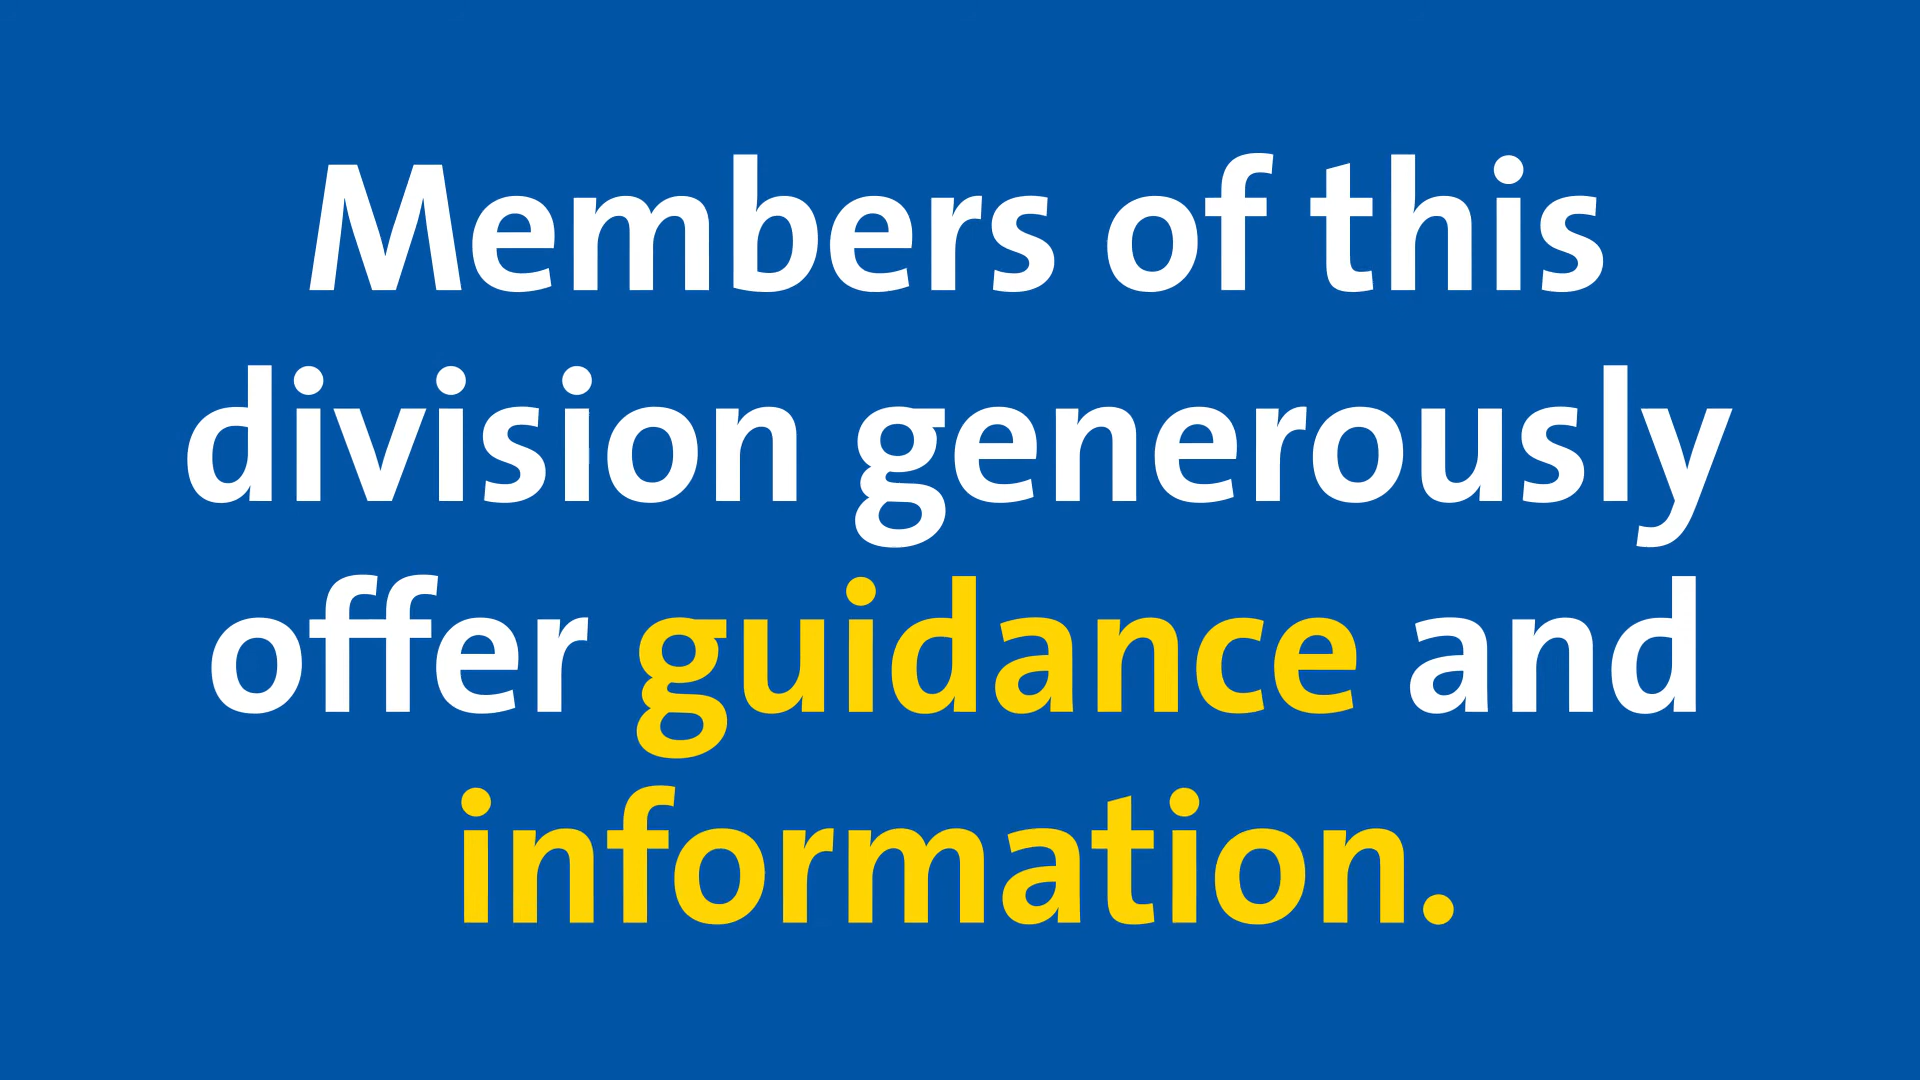 Members of this
division generously
offer guidance and
information.